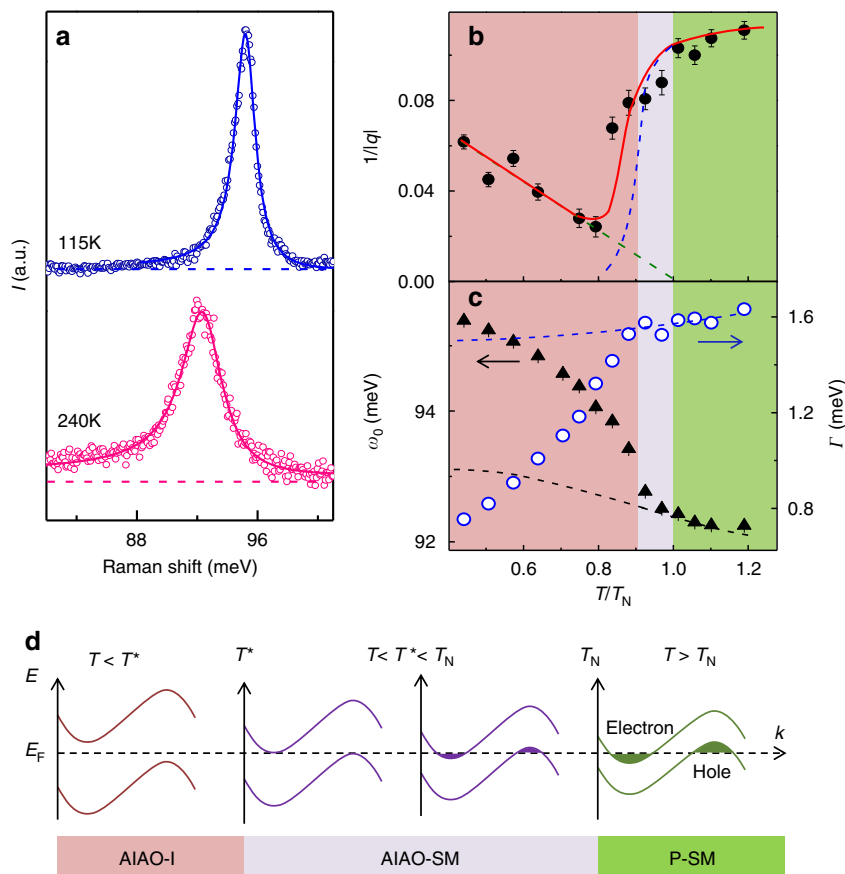 a
I (a.u.)
115K
240K
88
96
Raman shift (meV)
b
1/|q|
0.08
0.04
0.00
c
ω0 (meV)
94
92
1.6
1.2
0.8
Γ (meV)
0.6
0.8
1.0
1.2
T/TN
d
T < T*
T*
T< T*< TN
TN
T > TN
E
EF
Electron
Hole
k
AIAO-I
AIAO-SM
P-SM